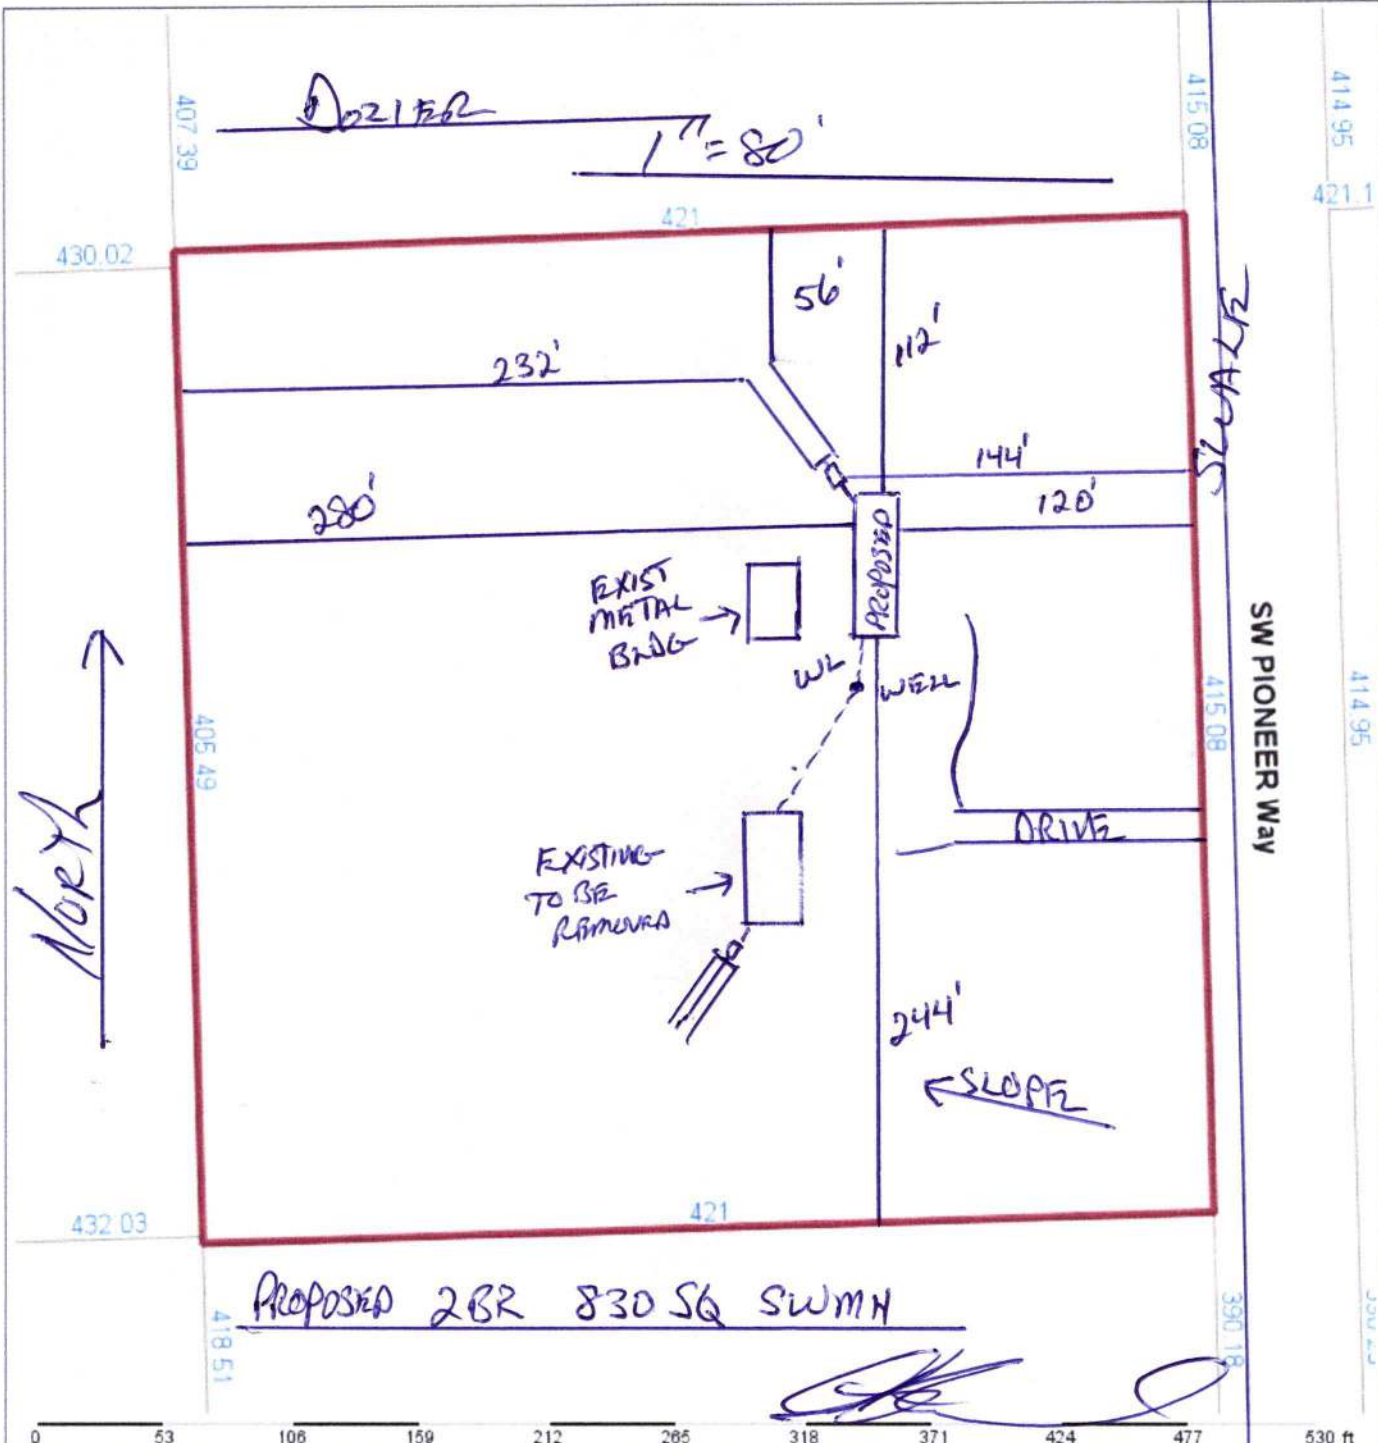 DOZIER
1" = 80'
407.39
415 08
414 95
421.1
421
430.02
56'
112'
232'
SWALE
144'
120'
280'
PROPOSED
EXIST
METAL
BLDG
WL
WELL
SW PIONEER Way
405 49
415 08
414 95
NORTH
DRIVE
EXISTING
TO BE
REMOVED
244'
SLOPE
432 03
421
PROPOSED 2BR 830 SQ SWMH
418 51
390 18
0 53 106 159 212 265 318 371 424 477 530 ft